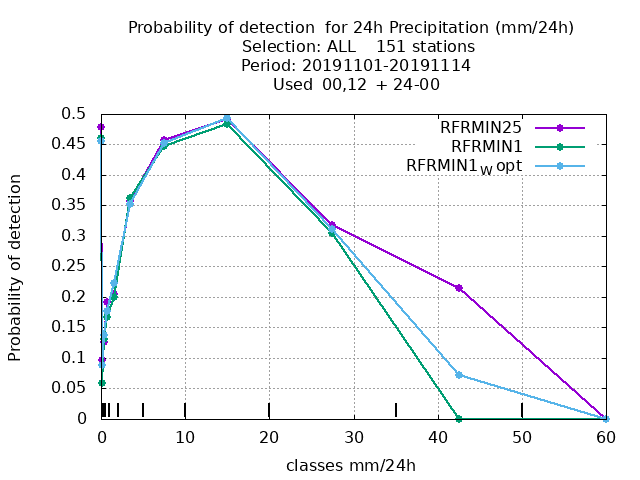 Probability of detection for 24h Precipitation (mm/24h)
Selection: ALL 151 stations
Period: 20191101-20191114
Used 00,12 + 24-00
RFRMIN25
RFRMIN1
RFRMIN1W opt
Probability of detection
0.5
0.45
0.4
0.35
0.3
0.25
0.2
0.15
0.1
0.05
0
0 10 20 30 40 50 60
classes mm/24h